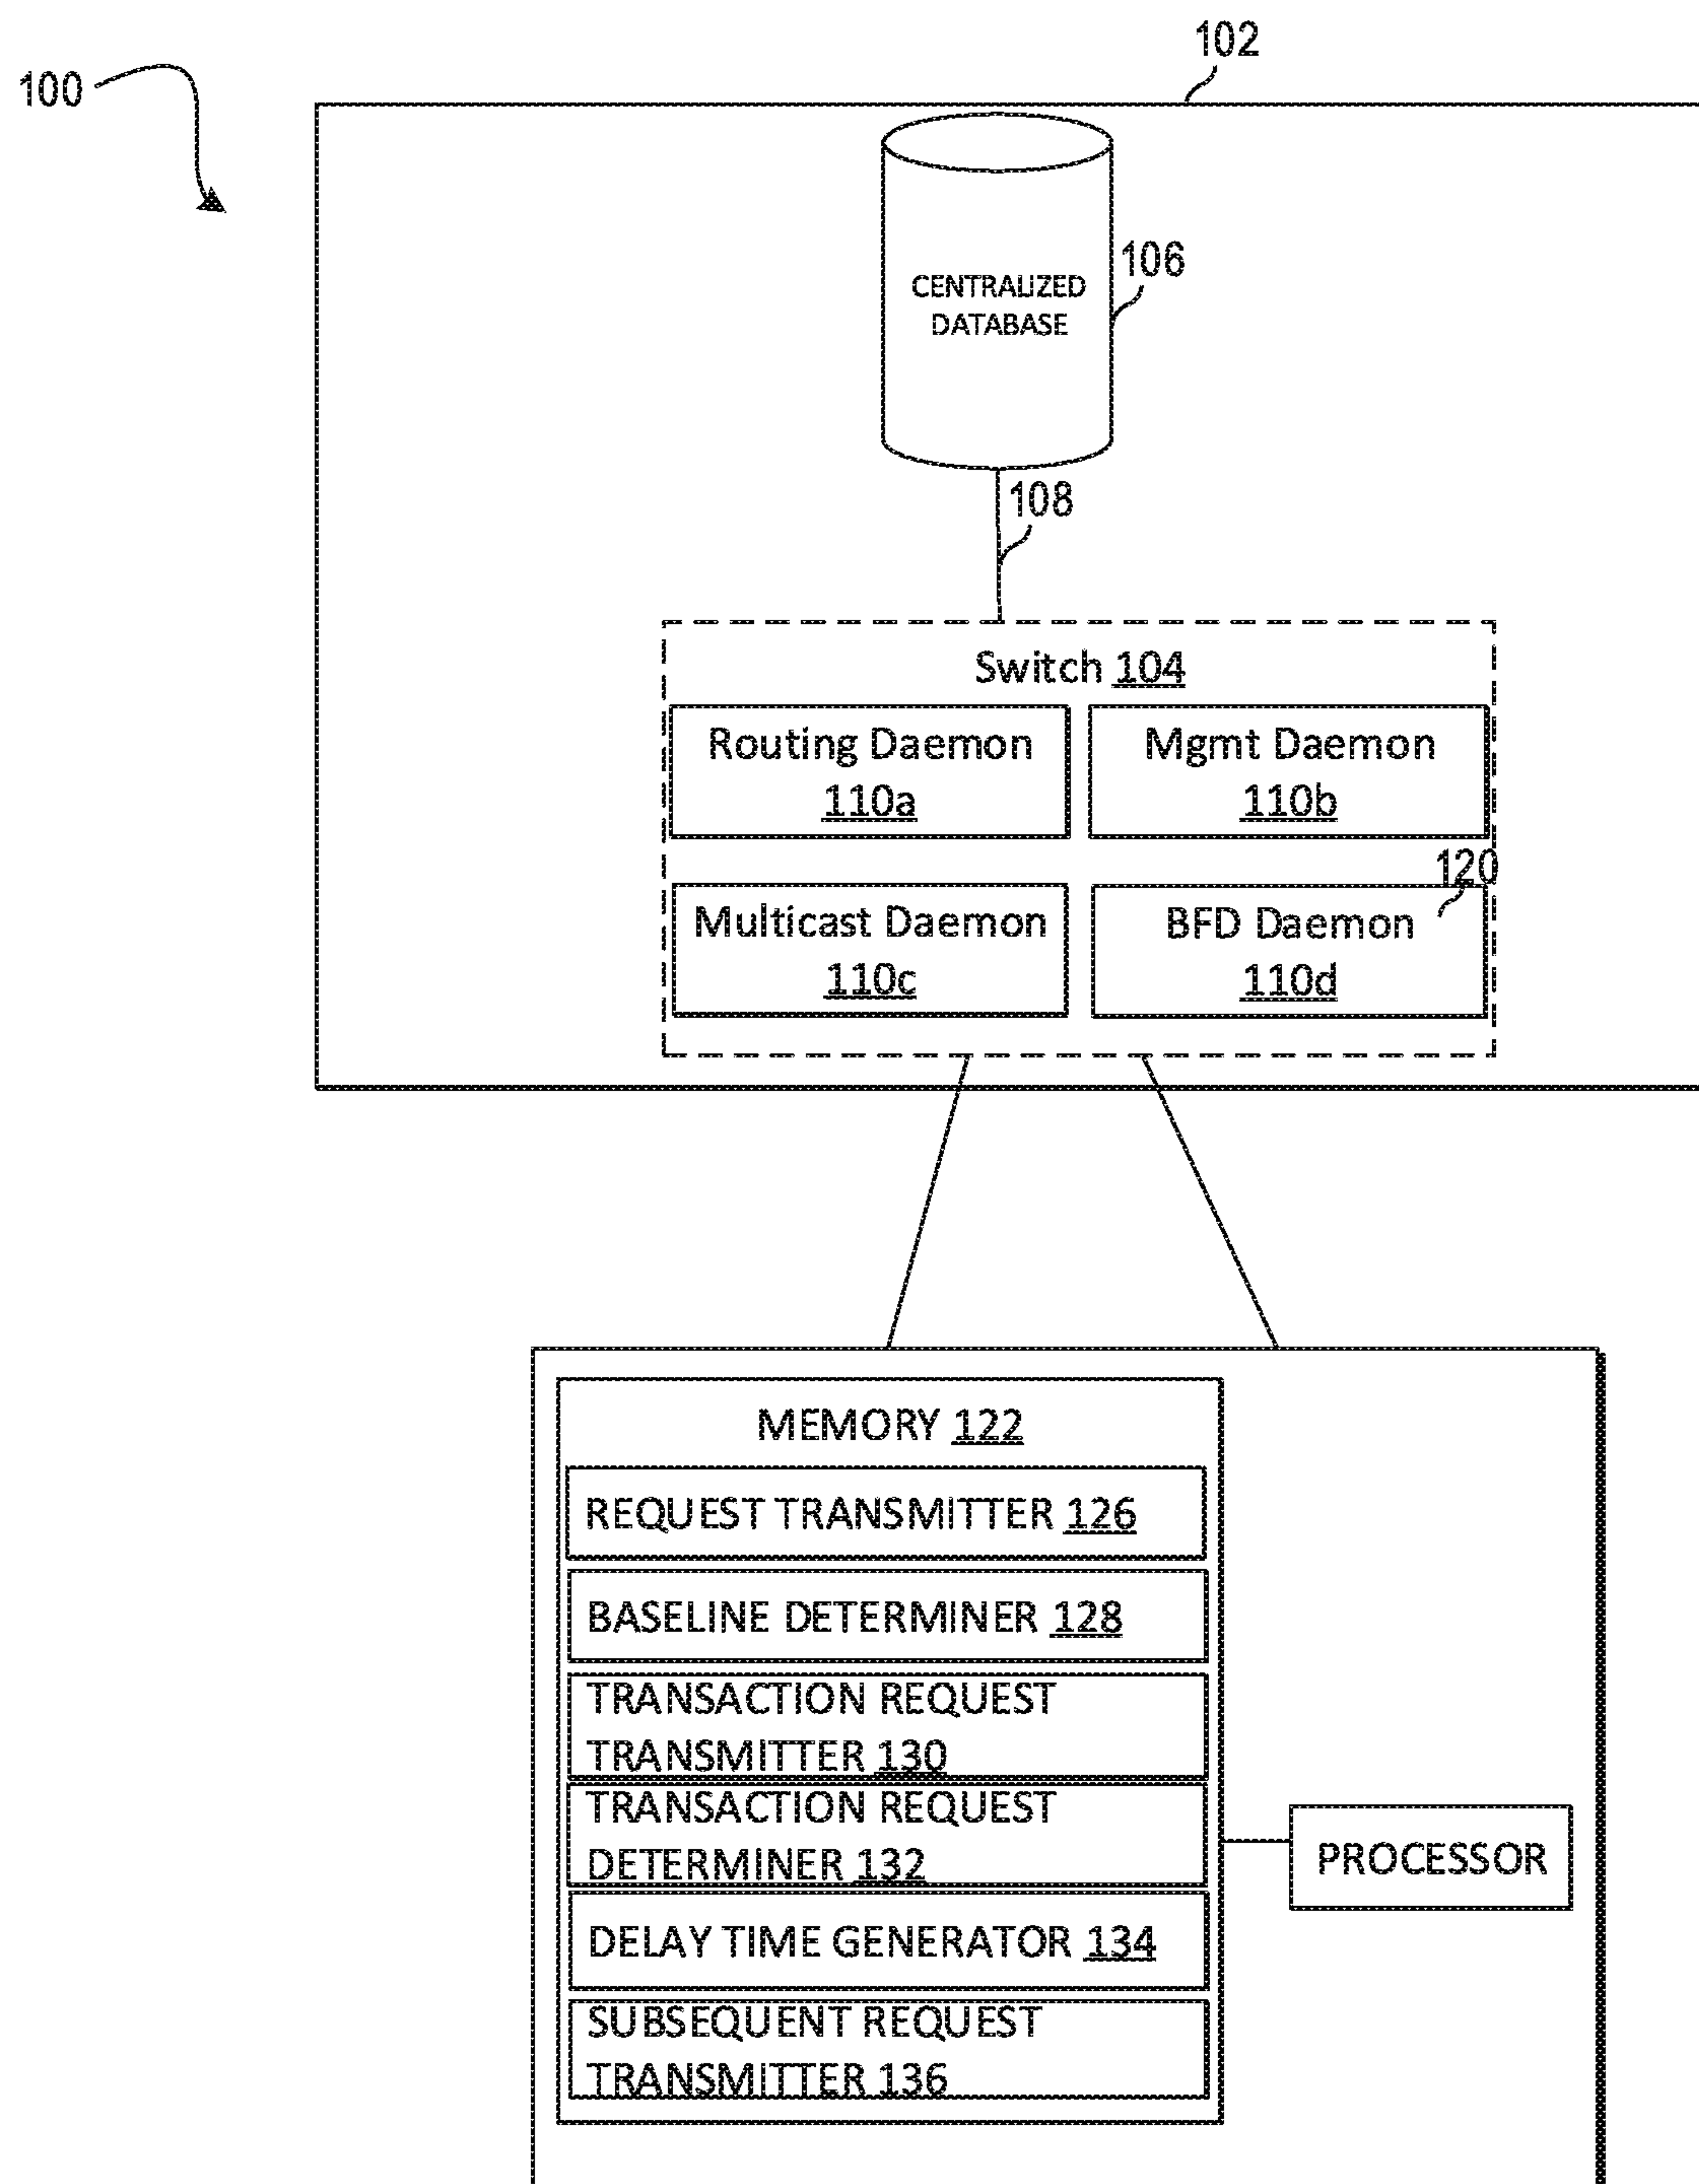 102
100
106
CENTRALIZED
DATABASE
108
Switch 104
Routing Daemon
110a
Mgmt Daemon
110b
120
Multicast Daemon
110c
BFD Daemon
110d
MEMORY 122
REQUEST TRANSMITTER 126
BASELINE DETERMINER 128
TRANSACTION REQUEST
TRANSMITTER 130
TRANSACTION REQUEST
DETERMINER 132
PROCESSOR
DELAY TIME GENERATOR 134
SUBSEQUENT REQUEST
TRANSMITTER 136